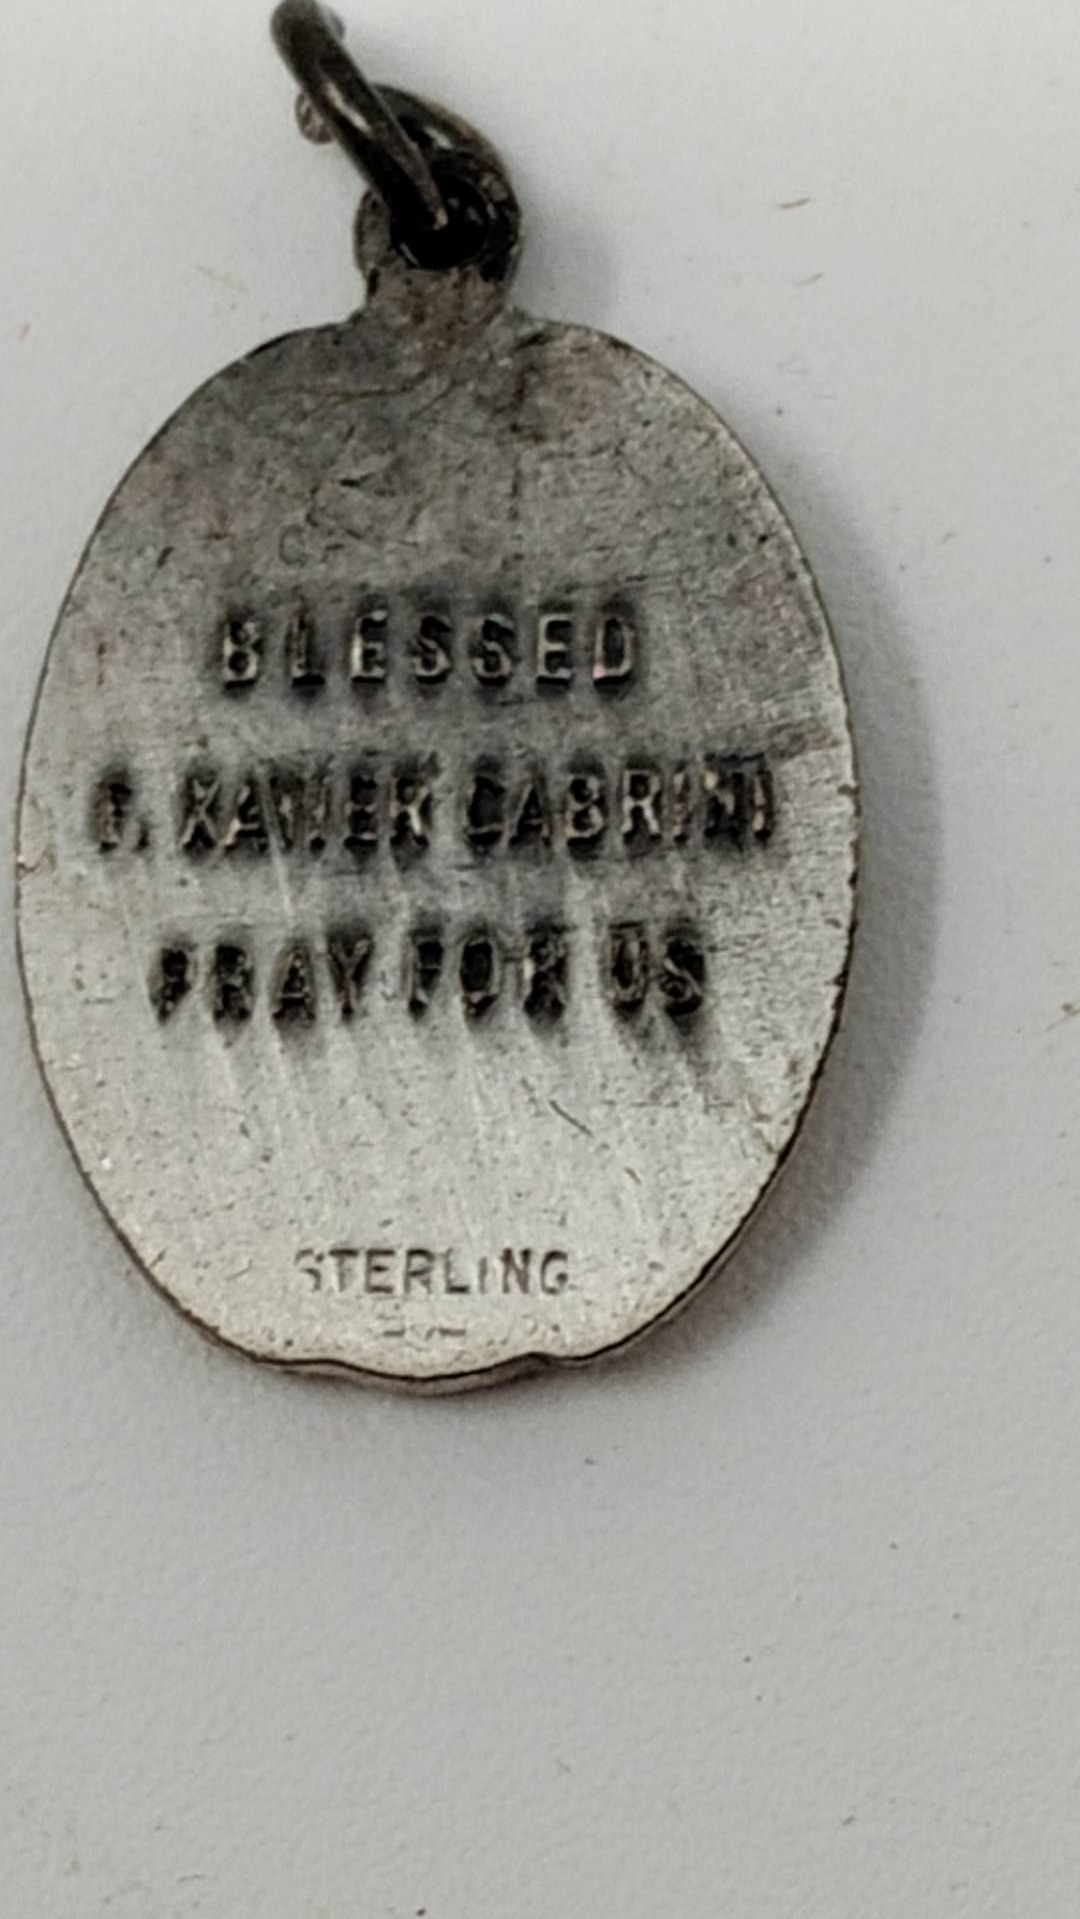 BLESSED
F. XAVIER CABRINI
PRAY FOR US
STERLING